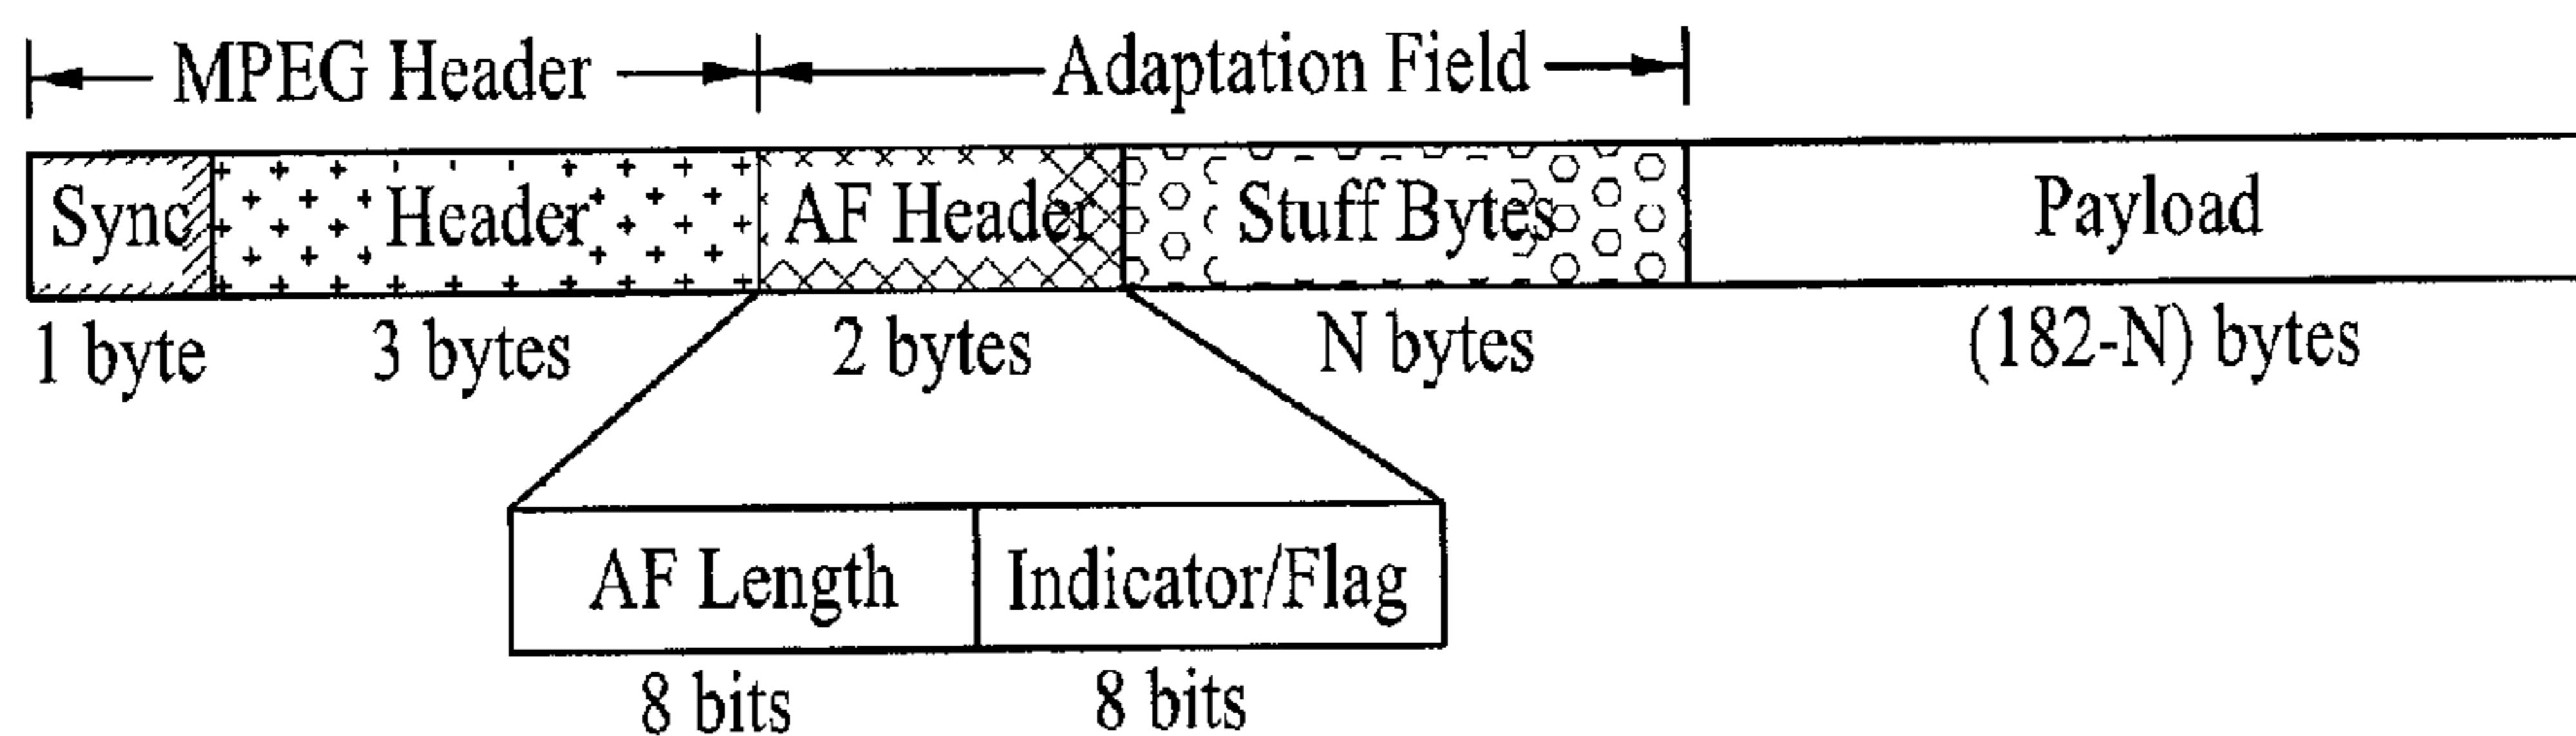 MPEG Header Adaptation Field
Sync Header AF Header Stuff Bytes Payload
1 byte 3 bytes 2 bytes N bytes (182-N) bytes
AF Length Indicator/Flag
8 bits 8 bits